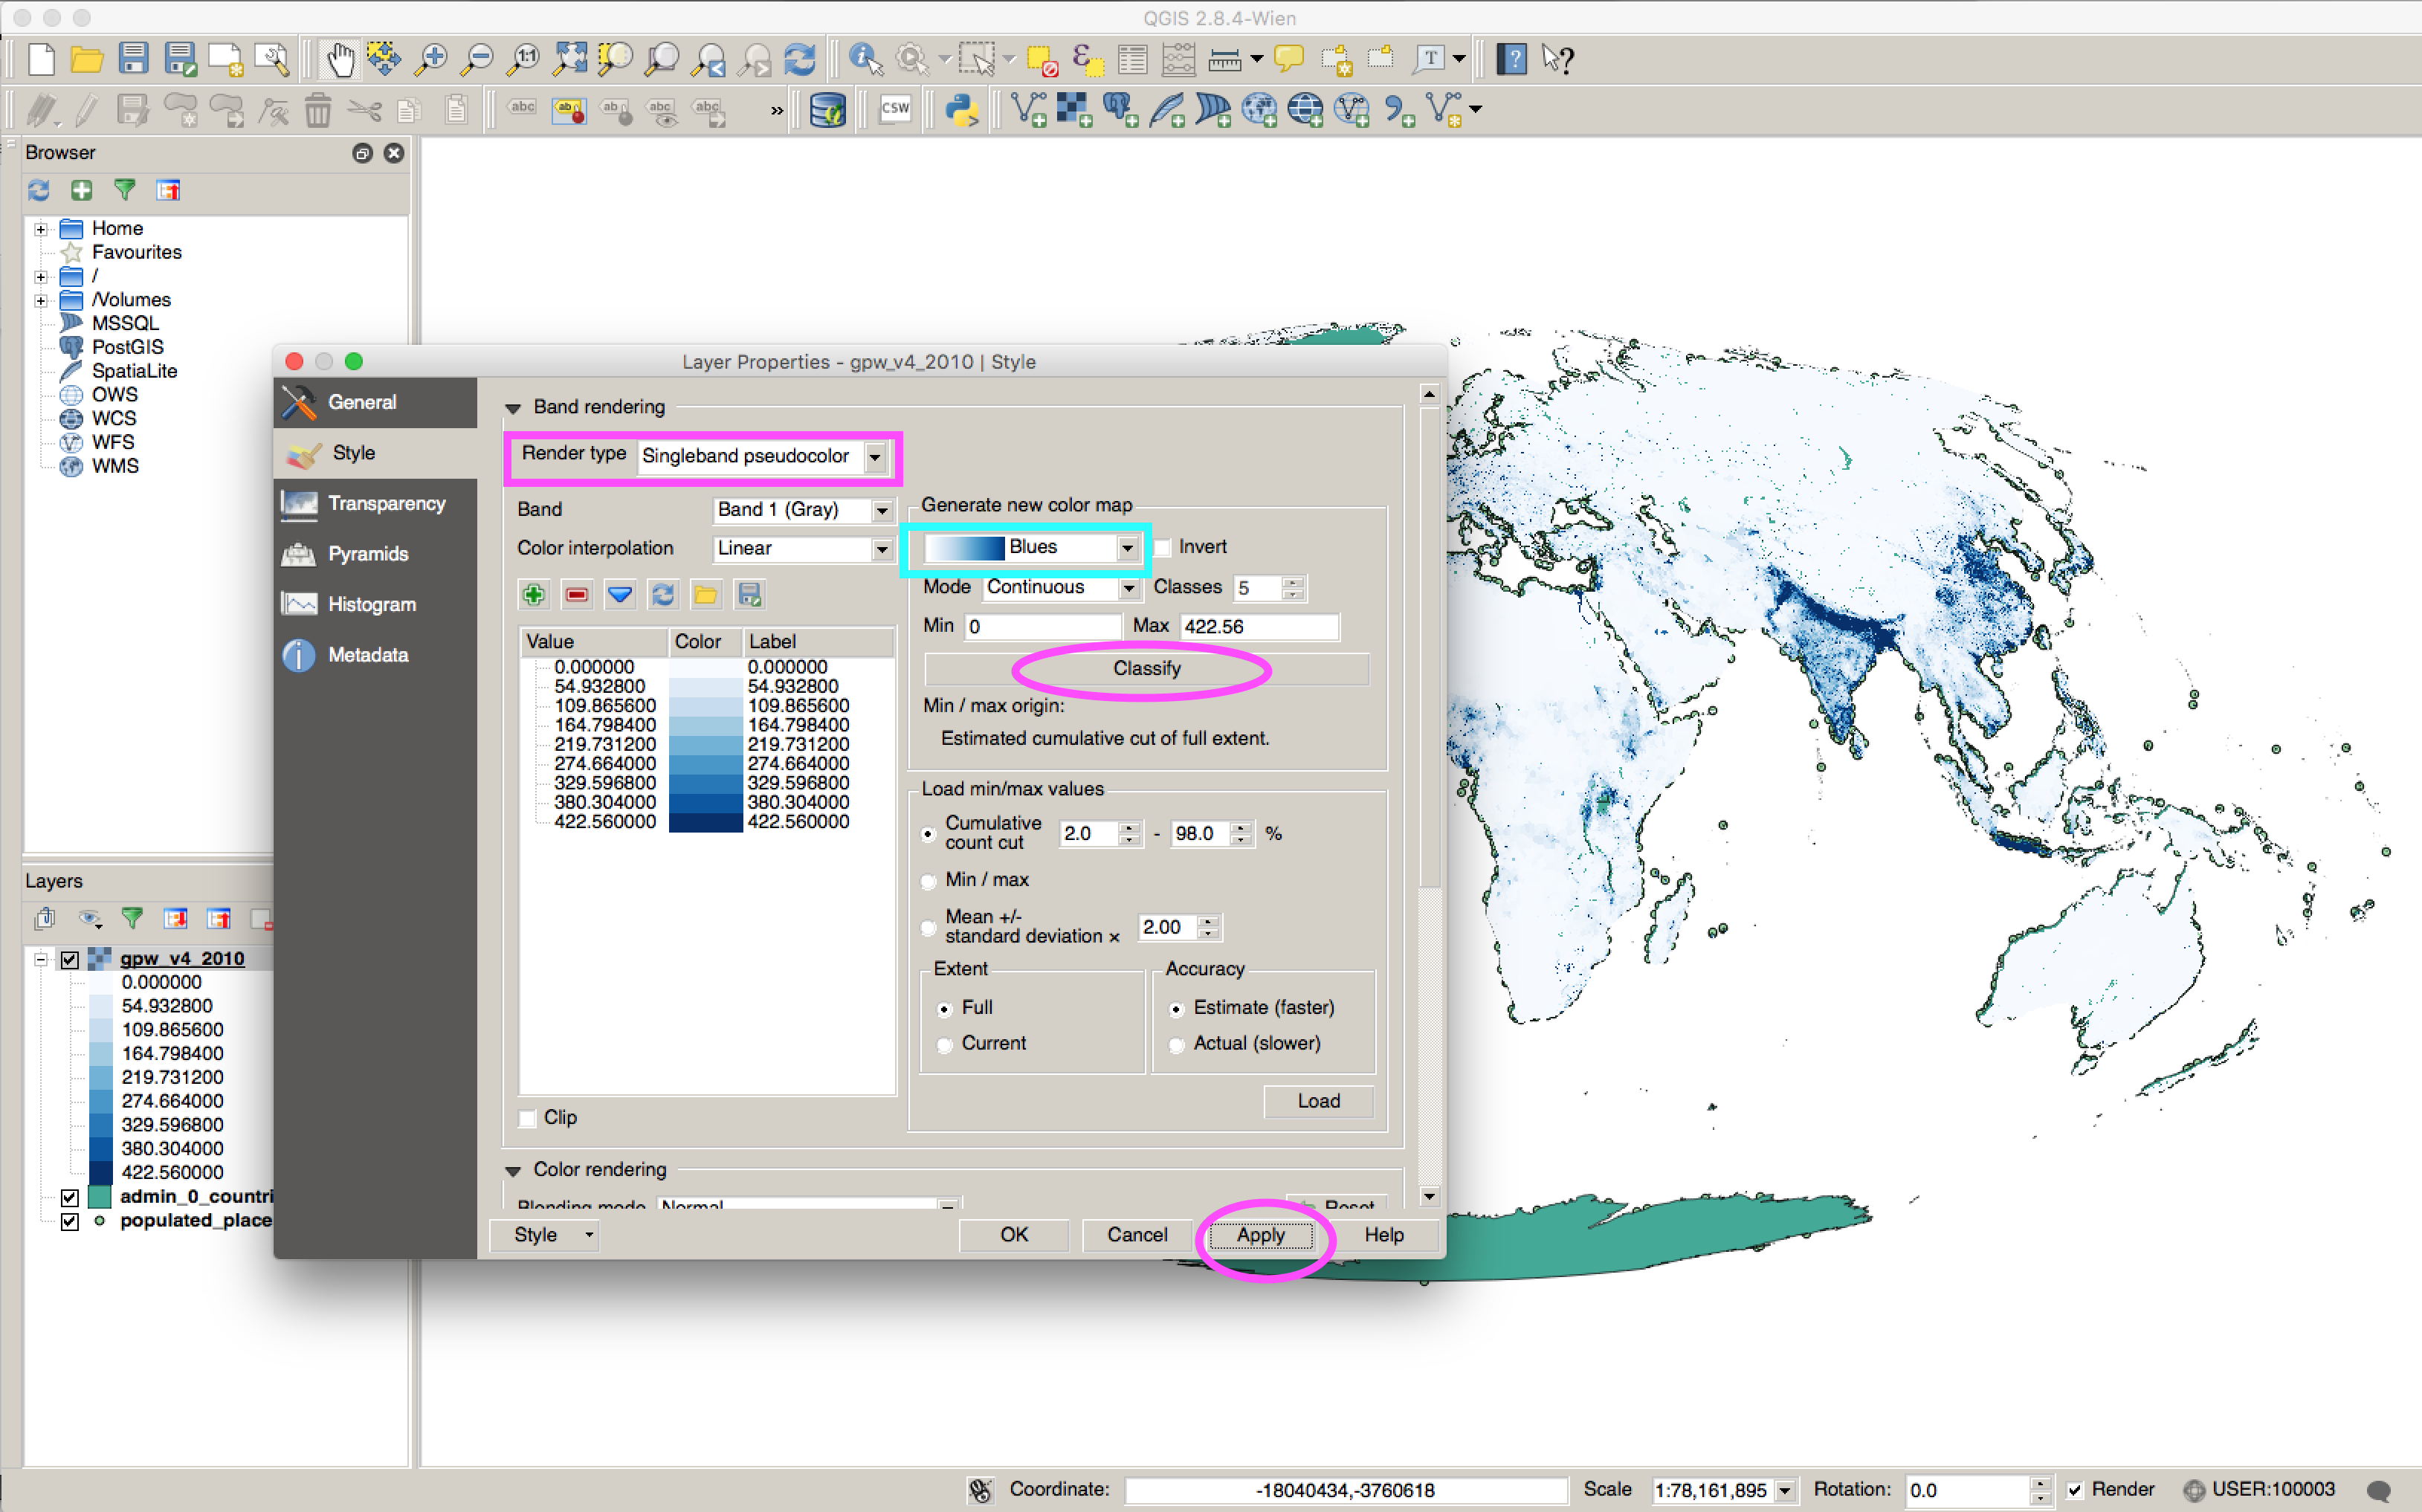 QGIS 2.8.4-Wien
1:1
T
?
?
abc
ab
ab
abc
abc
»
CSW
Browser
Home
Favourites
/
/Volumes
MSSQL
PostGIS
SpatiaLite
OWS
WCS
WFS
WMS
Layers
gpw_v4_2010
0.000000
54.932800
109.865600
164.798400
219.731200
274.664000
329.596800
380.304000
422.560000
admin_0_countri
populated_place
Layer Properties - gpw_v4_2010 | Style
General
Style
Transparency
Pyramids
Histogram
Metadata
Band rendering
Render type Singleband pseudocolor
Band Band 1 (Gray)
Color interpolation Linear
Value Color Label
0.000000 0.000000
54.932800 54.932800
109.865600 109.865600
164.798400 164.798400
219.731200 219.731200
274.664000 274.664000
329.596800 329.596800
380.304000 380.304000
422.560000 422.560000
Clip
Generate new color map
Blues Invert
Mode Continuous Classes 5
Min 0 Max 422.56
Classify
Min / max origin:
Estimated cumulative cut of full extent.
Load min/max values
Cumulative
count cut 2.0 - 98.0 %
Min / max
Mean +/-
standard deviation × 2.00
Extent
Full
Current
Accuracy
Estimate (faster)
Actual (slower)
Load
Color rendering
Blending mode Normal Reset
Style OK Cancel Apply Help
Coordinate: -18040434,-3760618 Scale 1:78,161,895 Rotation: 0.0 Render USER:100003